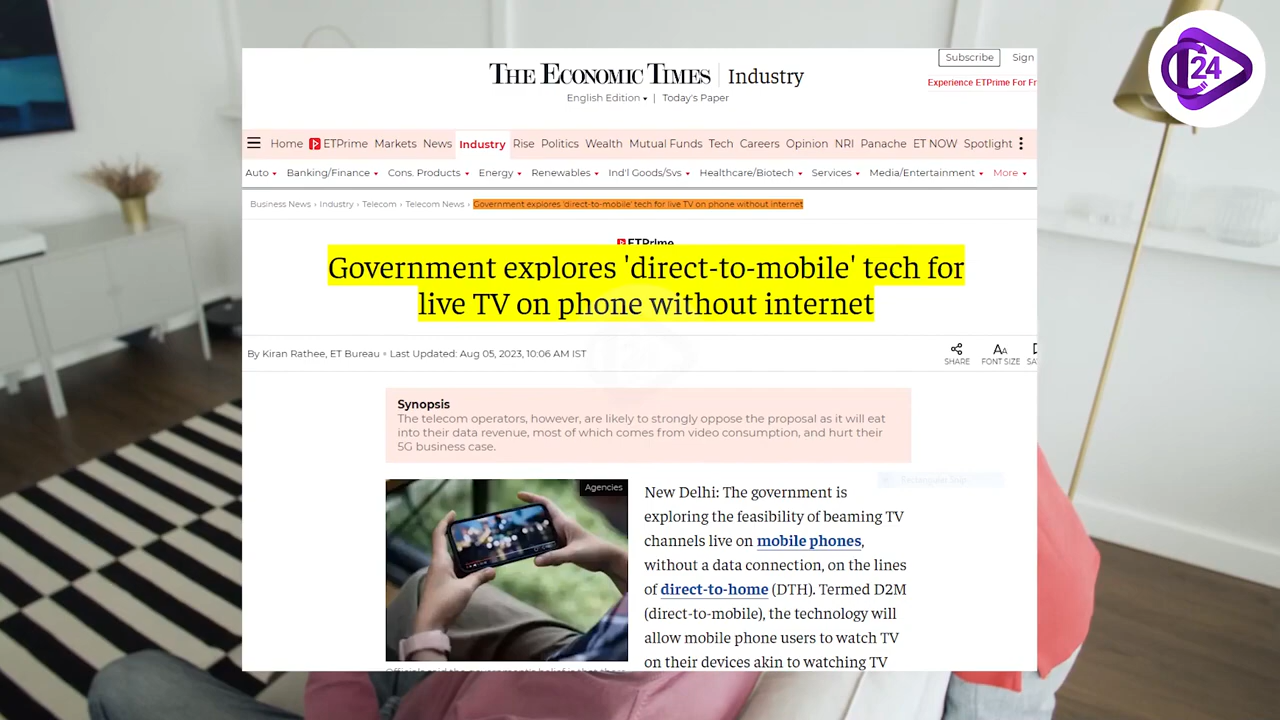 24
Subscribe
Sign
THE ECONOMIC TIMES | Industry
English Edition | Today's Paper
Experience ETPrime For Fr
Home ETPrime Markets News Industry Rise Politics Wealth Mutual Funds Tech Careers Opinion NRI Panache ET NOW Spotlight
Auto Banking/Finance Cons. Products Energy Renewables Ind'l Goods/Svs Healthcare/Biotech Services Media/Entertainment More
Business News › Industry › Telecom › Telecom News › Government explores 'direct-to-mobile' tech for live TV on phone without internet
ETPrime
Government explores 'direct-to-mobile' tech for
live TV on phone without internet
By Kiran Rathee, ET Bureau • Last Updated: Aug 05, 2023, 10:06 AM IST
SHARE
AA
FONT SIZE
SA
Synopsis
The telecom operators, however, are likely to strongly oppose the proposal as it will eat
into their data revenue, most of which comes from video consumption, and hurt their
5G business case.
Agencies
New Delhi: The government is
exploring the feasibility of beaming TV
channels live on mobile phones,
without a data connection, on the lines
of direct-to-home (DTH). Termed D2M
(direct-to-mobile), the technology will
allow mobile phone users to watch TV
on their devices akin to watching TV
Rectangular Snip